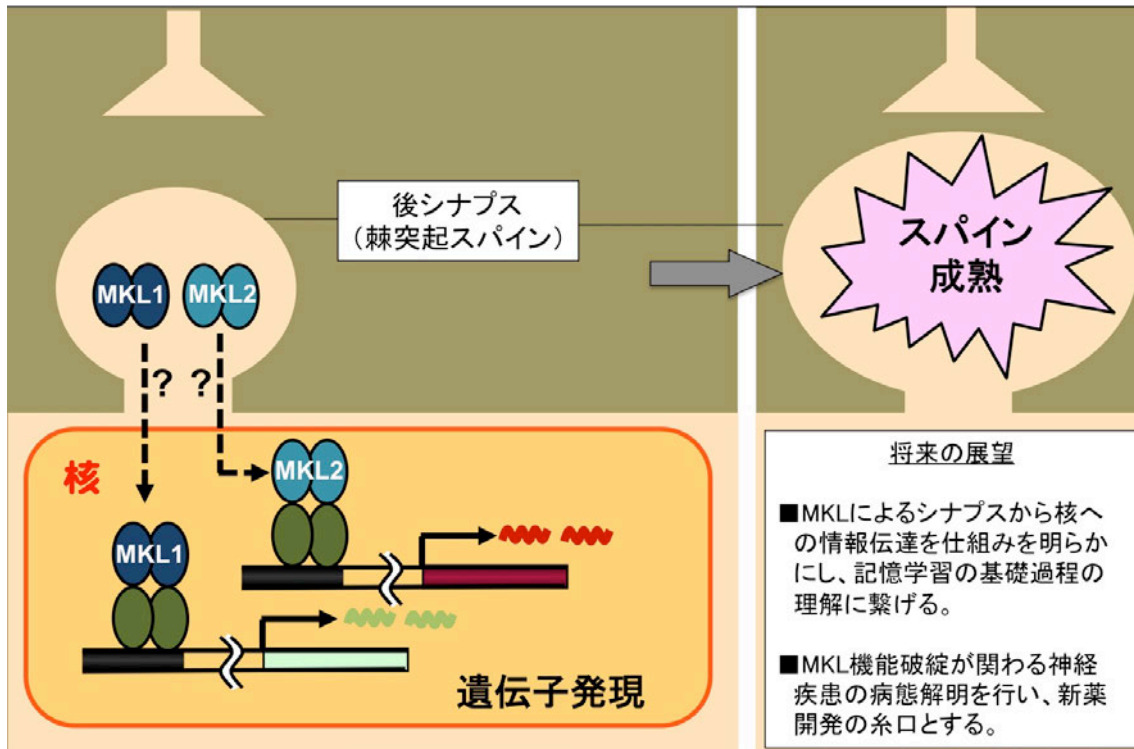 後シナプス
（棘突起スパイン）
スパイン
成熟
MKL1
MKL2
?
?
核
MKL2
MKL1
遺伝子発現
将来の展望
■MKLによるシナプスから核へ
の情報伝達を仕組みを明らか
にし、記憶学習の基礎過程の
理解に繋げる。
■MKL機能破綻が関わる神経
疾患の病態解明を行い、新薬
開発の糸口とする。